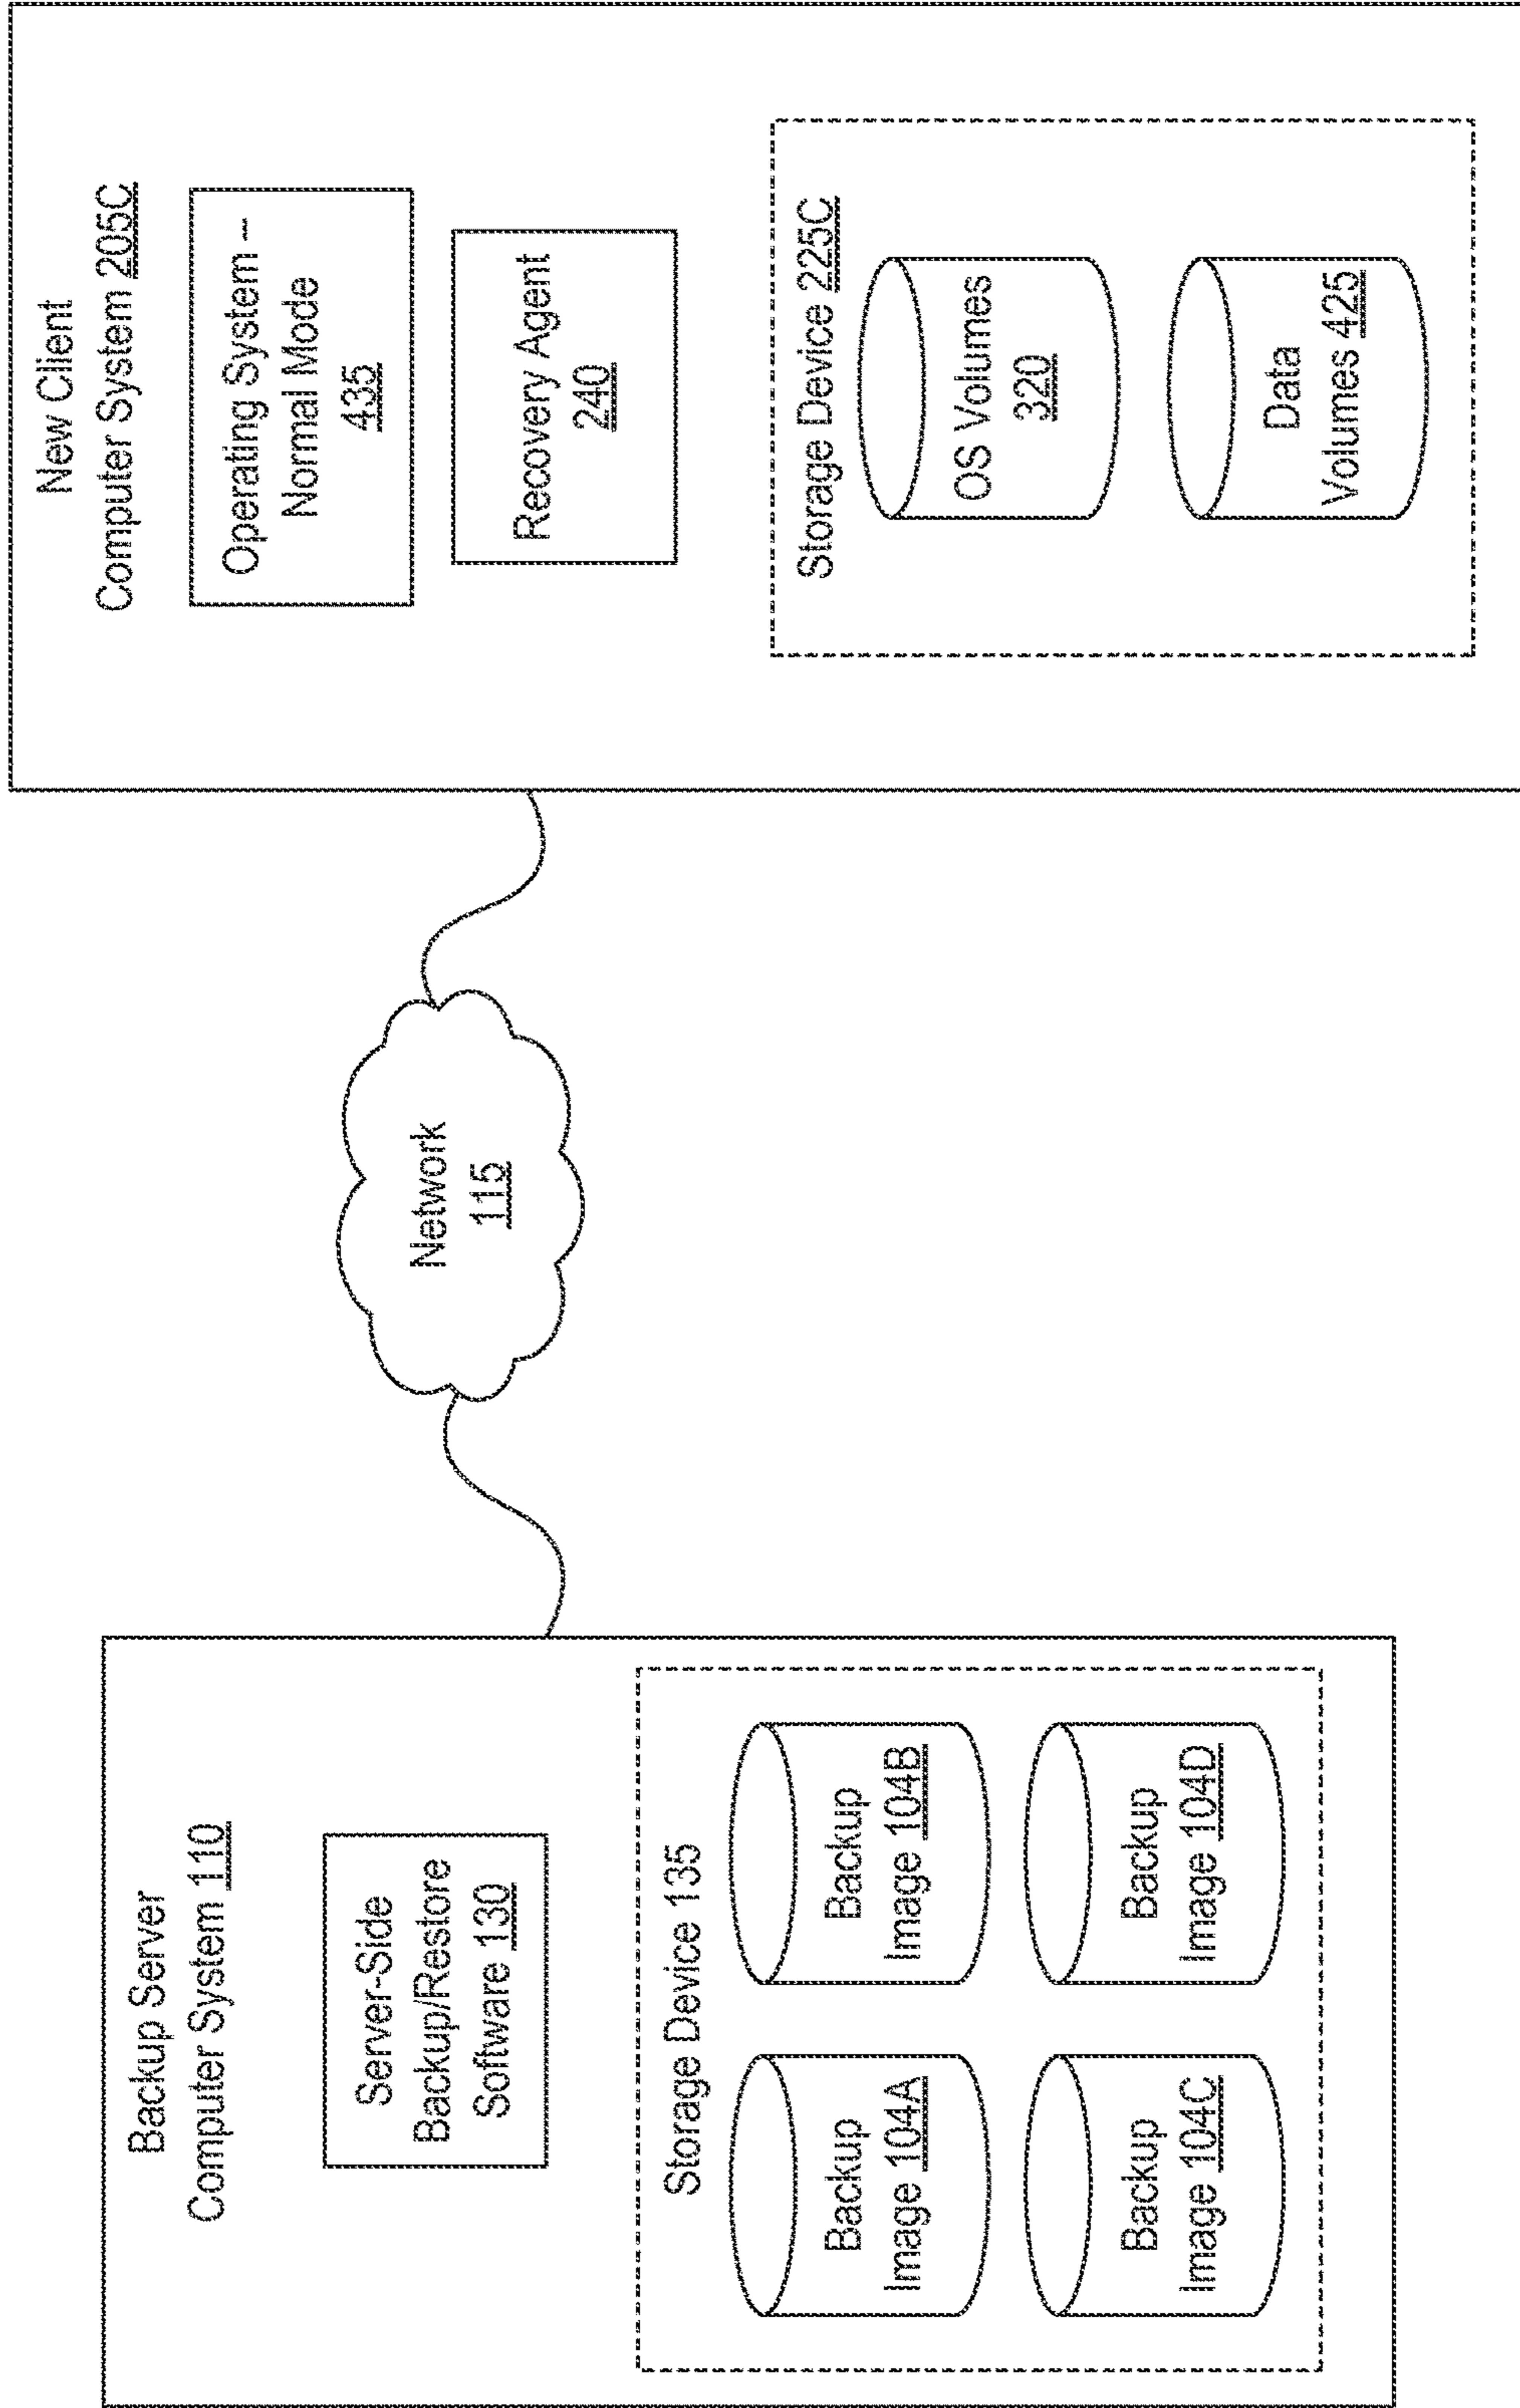 Backup Server
Computer System 110
Server-Side
Backup/Restore
Software 130
Storage Device 135
Backup
Image 104A
Backup
Image 104B
Backup
Image 104C
Backup
Image 104D
Network
115
New Client
Computer System 205C
Operating System –
Normal Mode
435
Recovery Agent
240
Storage Device 225C
OS Volumes
320
Data
Volumes 425